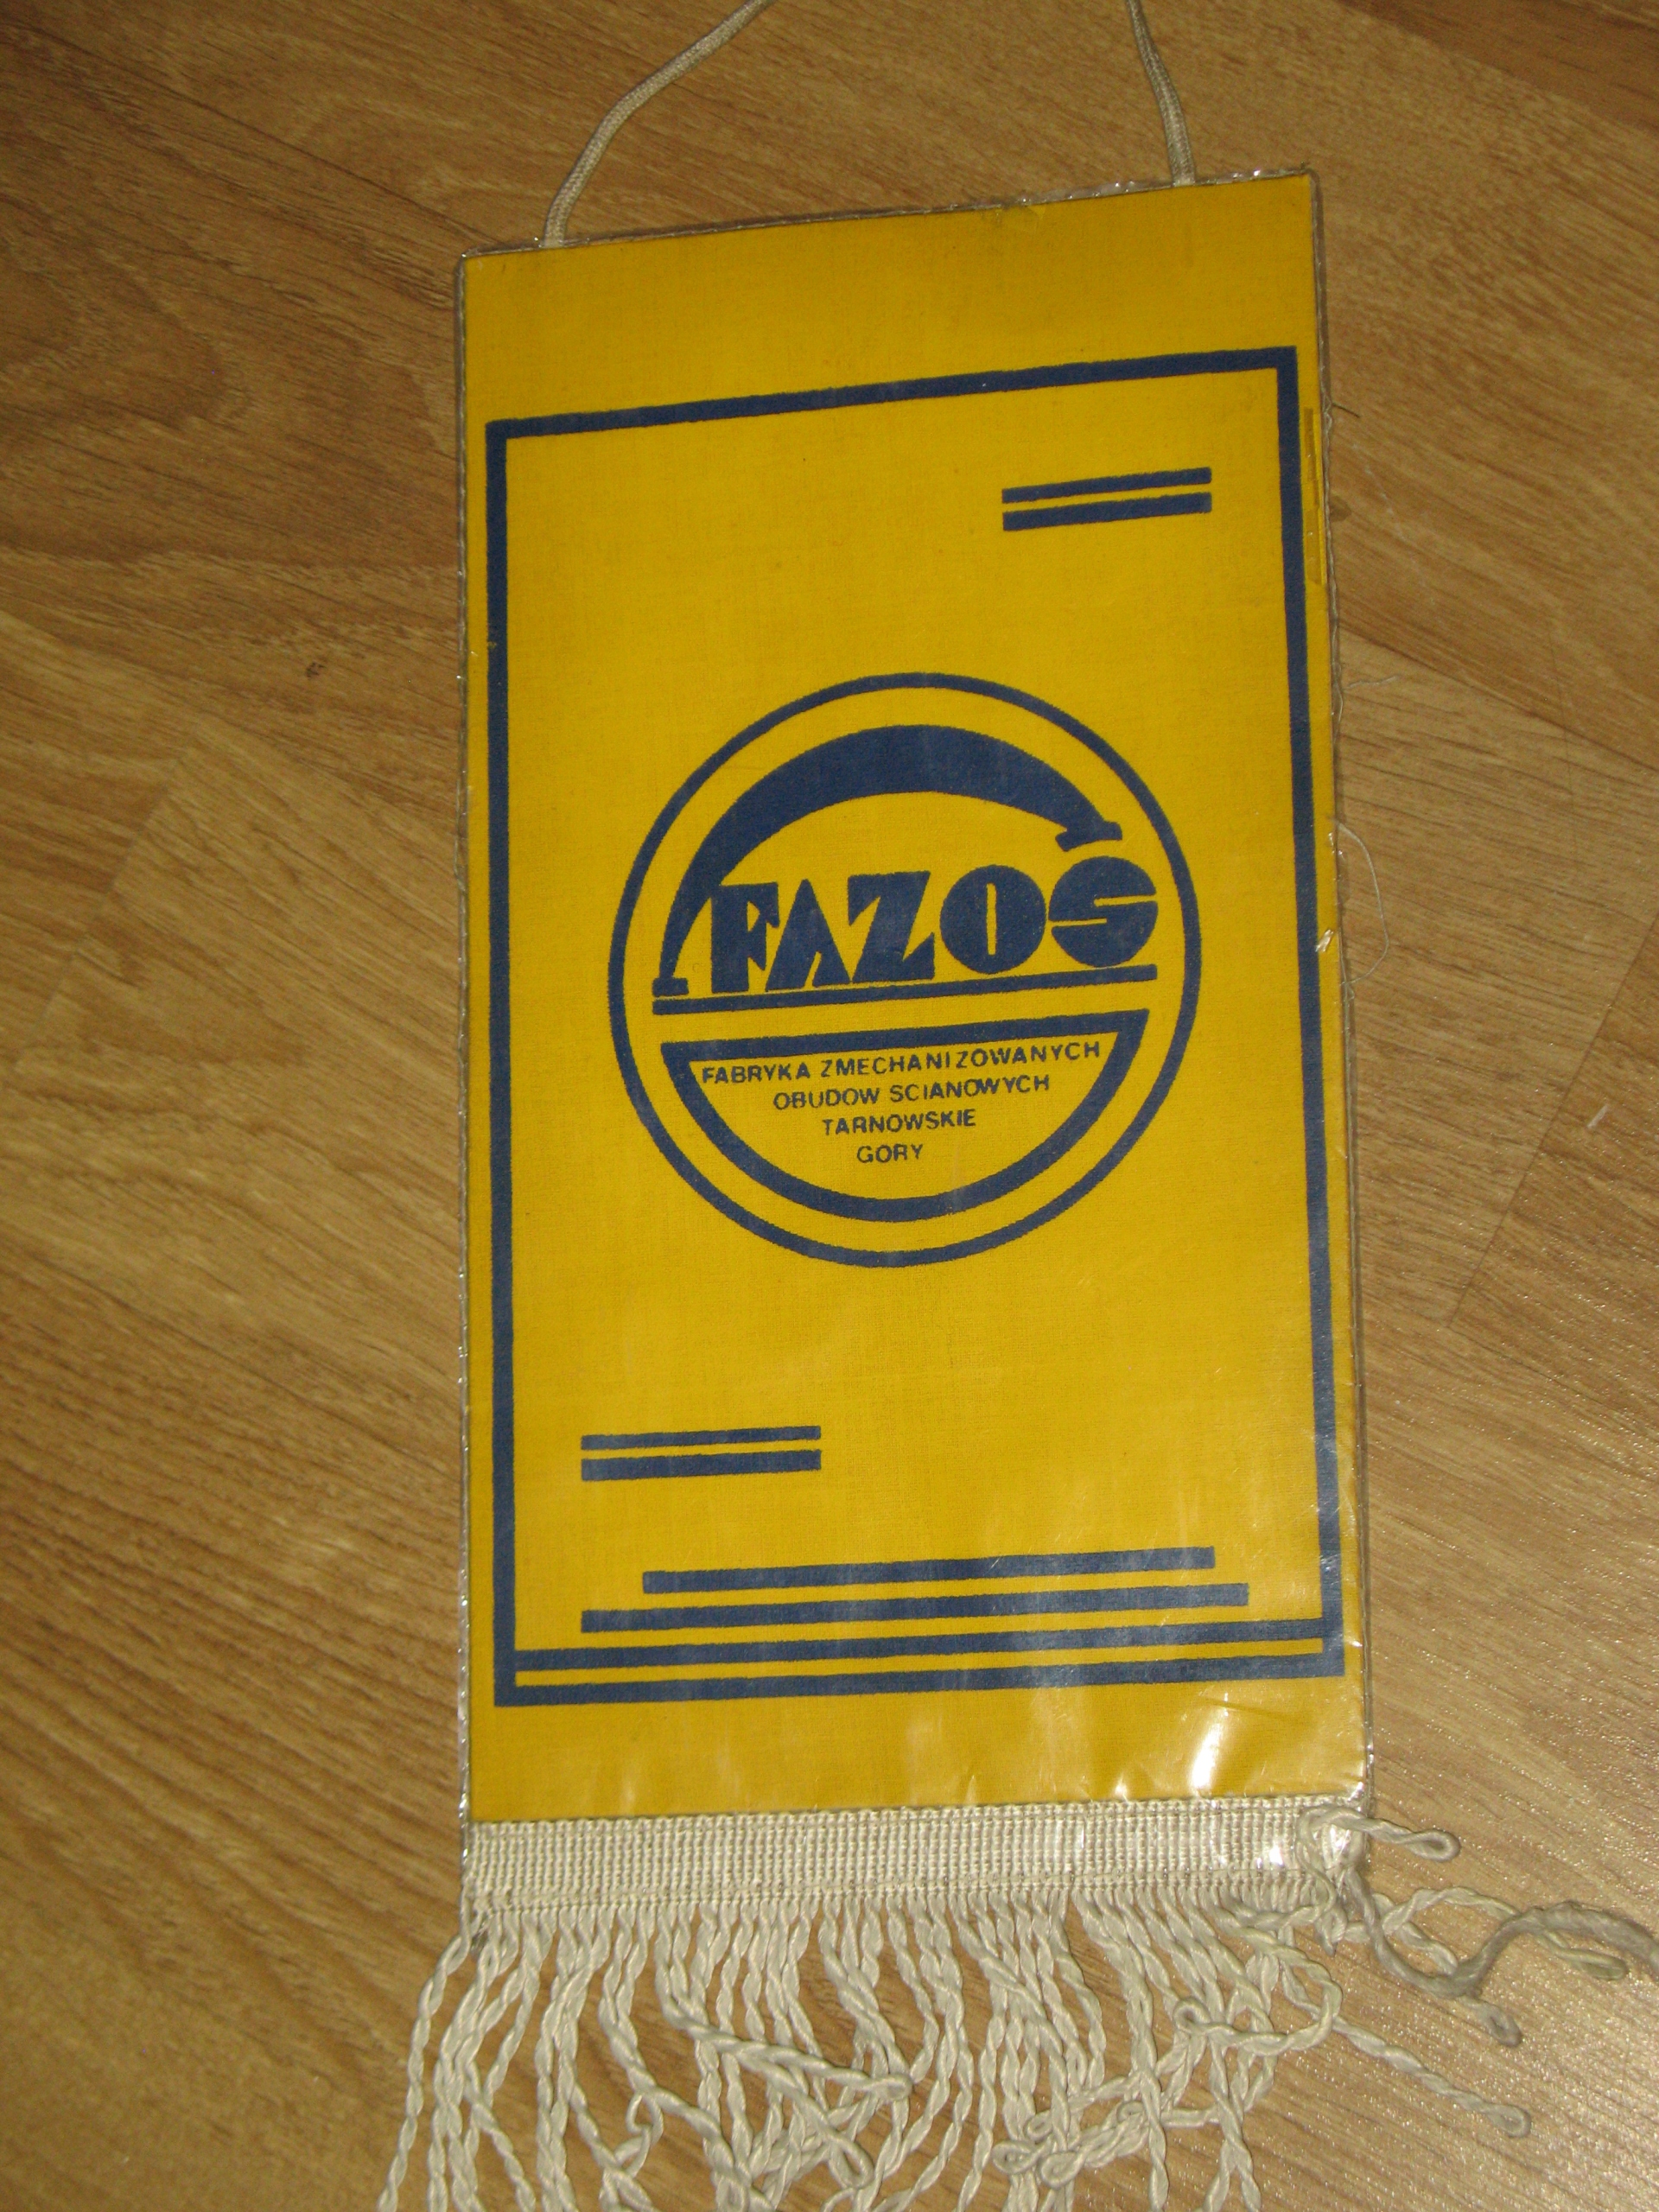 FAZOS
FABRYKA ZMECHANIZOWANYCH
OBUDOW SCIANOWYCH
TARNOWSKIE
GORY